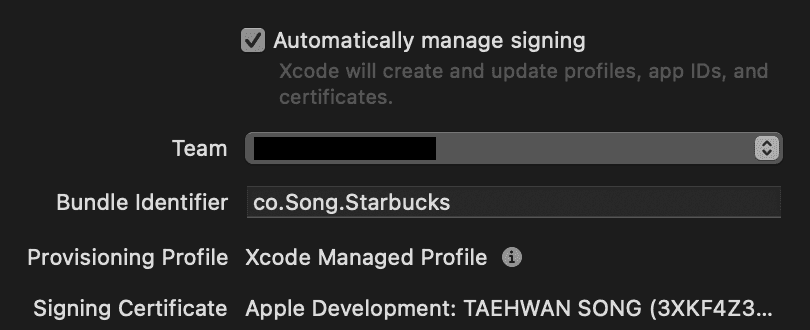 Automatically manage signing
Xcode will create and update profiles, app IDs, and
certificates.
Team
Bundle Identifier co.Song.Starbucks
Provisioning Profile Xcode Managed Profile
Signing Certificate Apple Development: TAEHWAN SONG (3XKF4Z3...